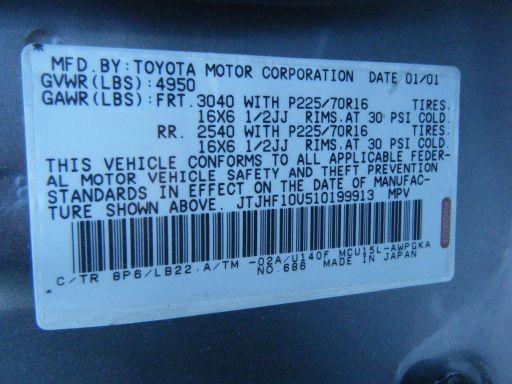 MFD.BY:TOYOTA MOTOR CORPORATION DATE 01/01
GVWR(LBS):4950
GAWR(LBS):FRT.3040 WITH P225/70R16 TIRES.
16X6 1/2JJ RIMS.AT 30 PSI COLD.
RR. 2540 WITH P225/70R16 TIRES.
16X6 1/2JJ RIMS.AT 30 PSI COLD.
THIS VEHICLE CONFORMS TO ALL APPLICABLE FEDER-
AL MOTOR VEHICLE SAFETY AND THEFT PREVENTION
STANDARDS IN EFFECT ON THE DATE OF MANUFAC-
TURE SHOWN ABOVE. JTJHF10U510199913 MPV
C/TR 8P6/LB22.A/TM -02A/U140F MCU15L-AWPGKA
NO.686 MADE IN JAPAN